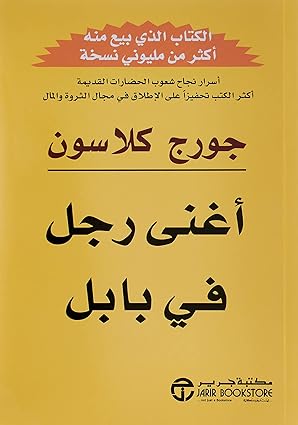 الكتاب الذي بيع منه
أكثر من مليوني نسخة
أسرار نجاح شعوب الحضارات القديمة
أكثر الكتب تحفيزاً على الإطلاق في مجال الثروة والمال
جورج كلاسون
أغنى رجل
في بابل
مكتبة جرير
JARIR BOOKSTORE